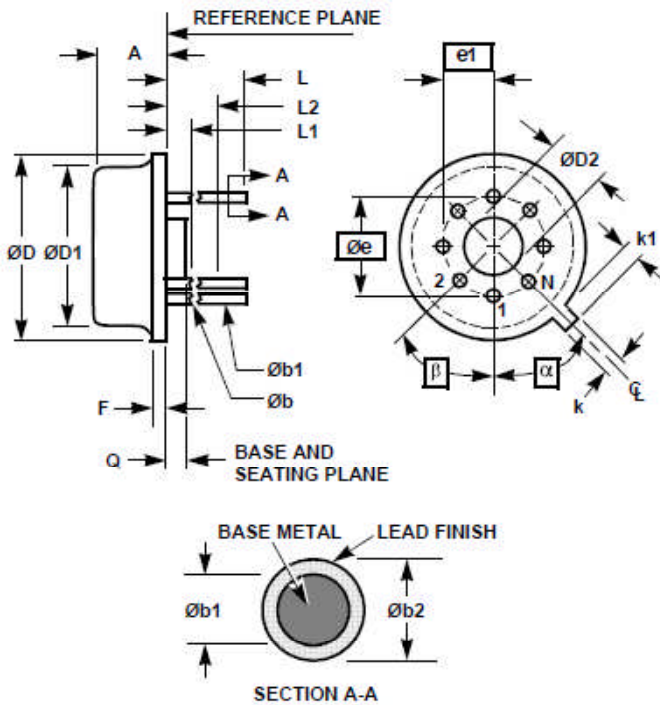 REFERENCE PLANE
A
L
L2
L1
A
A
ØD
ØD1
Øb1
Øb
F
Q
BASE AND
SEATING PLANE
e1
ØD2
Øe
k1
2
1
N
β
α
k
℄
BASE METAL
LEAD FINISH
Øb1
Øb2
SECTION A-A